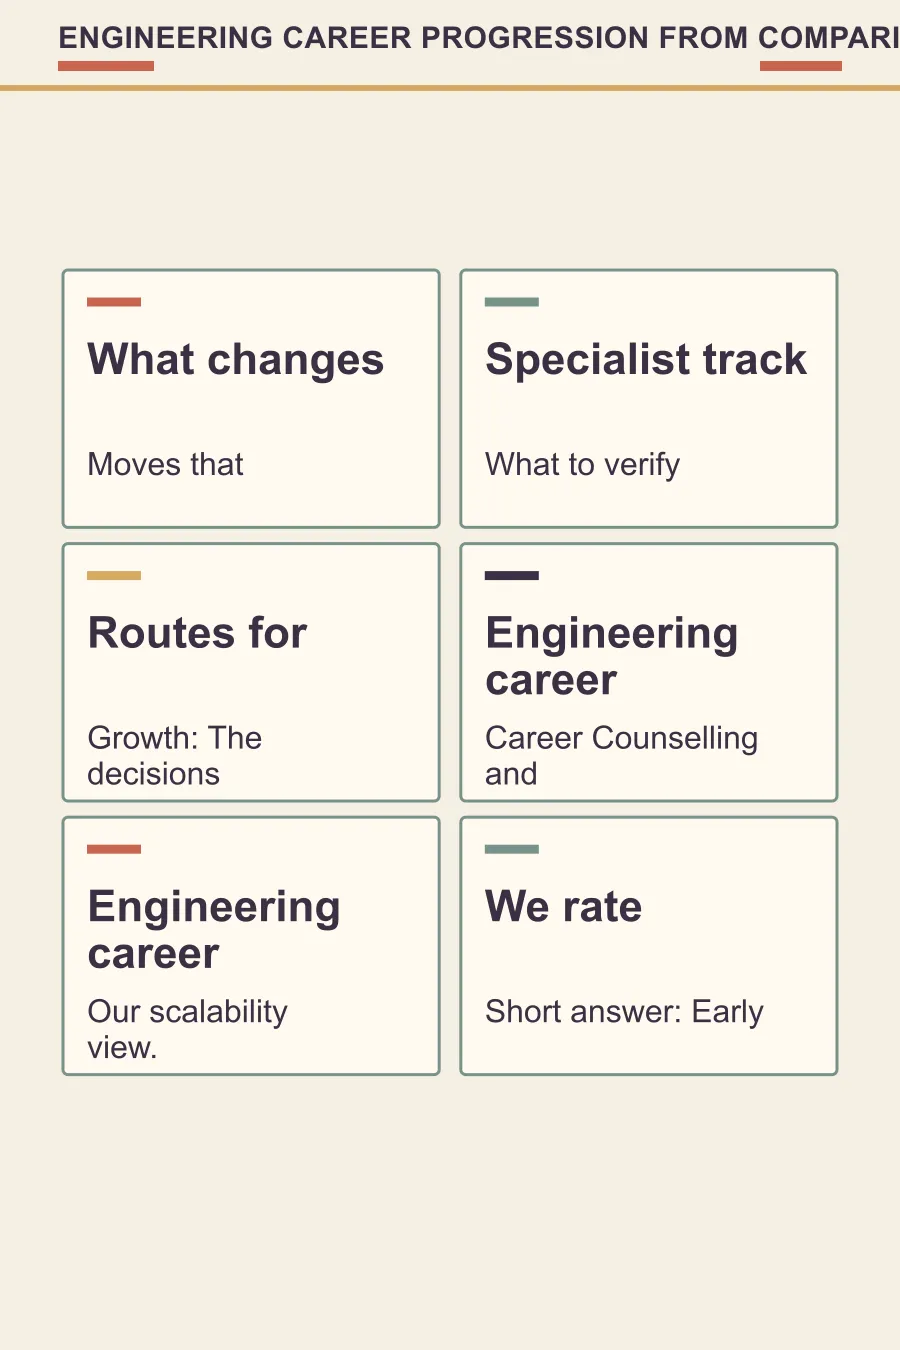 ENGINEERING CAREER PROGRESSION FROM COMPARI
What changes
Moves that
Specialist track
What to verify
Routes for
Growth: The
decisions
Engineering
career
Career Counselling
and
Engineering
career
Our scalability
view.
We rate
Short answer: Early